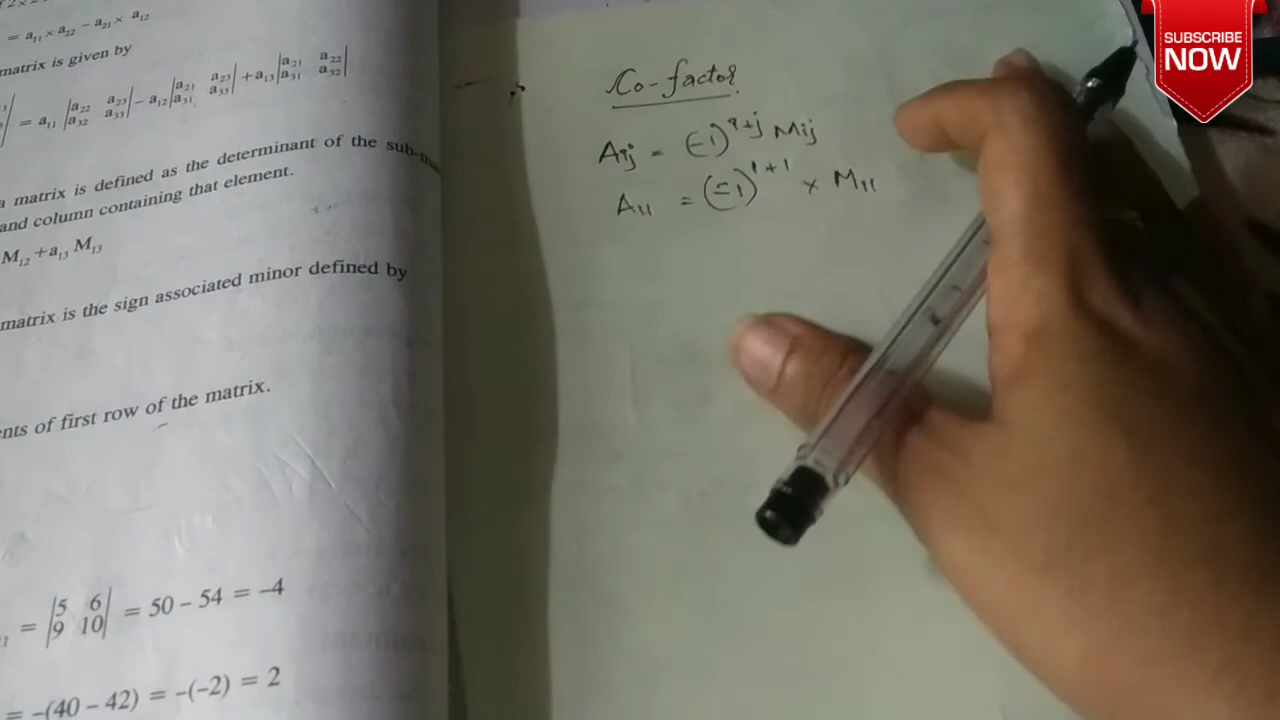 = a₁₁ × a₂₂ − a₂₁ × a₁₂
matrix is given by
= a₁₁ |a₂₂ a₂₃| − a₁₂ |a₂₁ a₂₃| + a₁₃ |a₂₁ a₂₂|
|a₃₂ a₃₃| |a₃₁ a₃₃| |a₃₁ a₃₂|
a matrix is defined as the determinant of the sub-
and column containing that element.
M₁₂ + a₁₃ M₁₃
matrix is the sign associated minor defined by
of first row of the matrix.
= |5 6| = 50 − 54 = −4
|9 10|
= −(40 − 42) = −(−2) = 2
Co-factor
Aij = (−1)^i+j Mij
A₁₁ = (−1)^1+1 × M₁₁
SUBSCRIBE
NOW